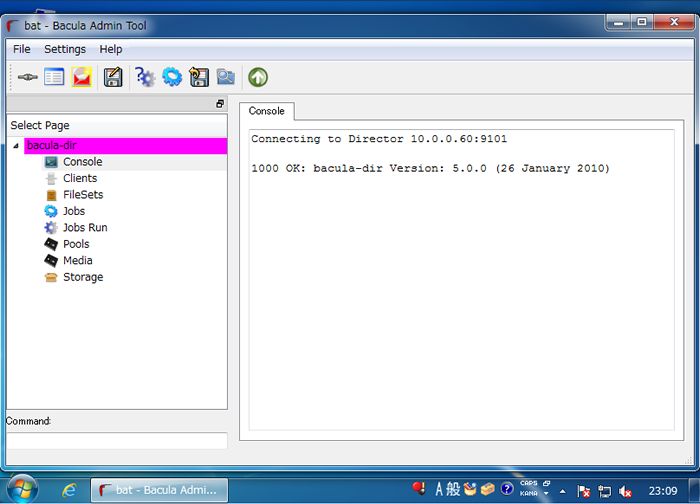 bat - Bacula Admin Tool
File Settings Help
Select Page
bacula-dir
Console
Clients
FileSets
Jobs
Jobs Run
Pools
Media
Storage
Command:
Console
Connecting to Director 10.0.0.60:9101
1000 OK: bacula-dir Version: 5.0.0 (26 January 2010)
bat - Bacula Admi...
A 般
CAPS
KANA
23:09